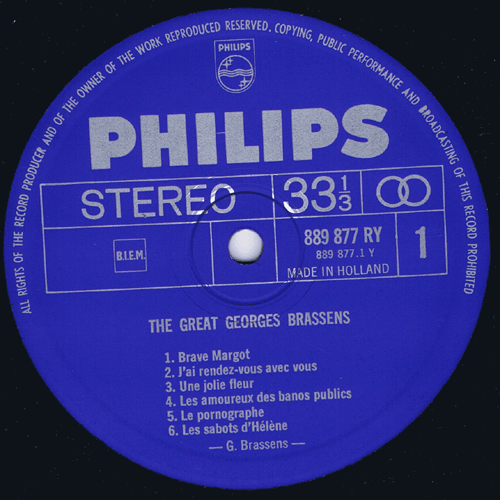 ALL RIGHTS OF THE RECORD PRODUCER AND OF THE OWNER OF THE WORK REPRODUCED RESERVED. COPYING, PUBLIC PERFORMANCE AND BROADCASTING OF THIS RECORD PROHIBITED
PHILIPS
PHILIPS
STEREO 33 1/3
B.I.E.M. 889 877 RY 1
889 877.1 Y
MADE IN HOLLAND
THE GREAT GEORGES BRASSENS
1. Brave Margot
2. J'ai rendez-vous avec vous
3. Une jolie fleur
4. Les amoureux des banos publics
5. Le pornographe
6. Les sabots d'Hélène
— G. Brassens —